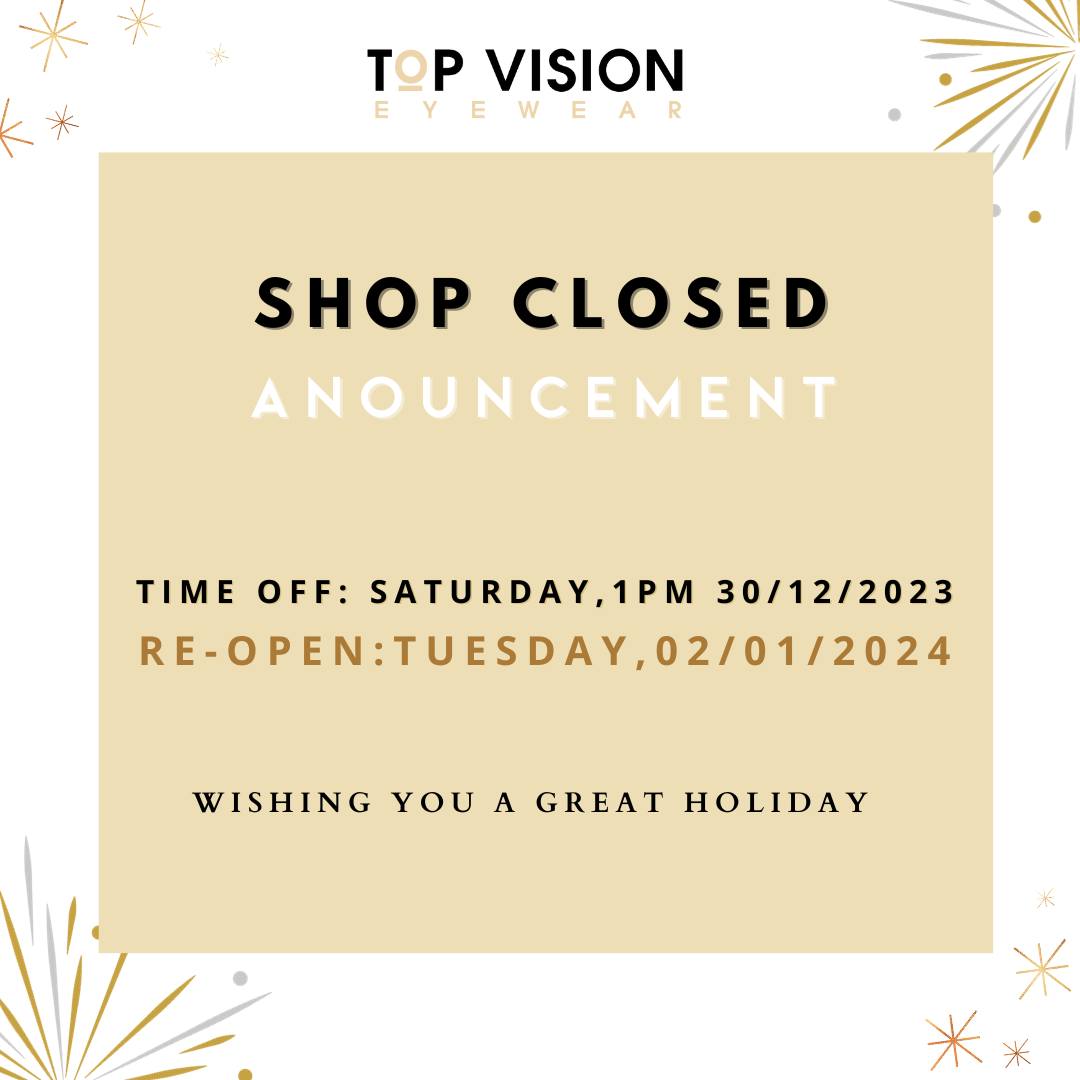 TOP VISION
EYEWEAR
SHOP CLOSED
ANOUNCEMENT
TIME OFF: SATURDAY,1PM 30/12/2023
RE-OPEN:TUESDAY,02/01/2024
WISHING YOU A GREAT HOLIDAY